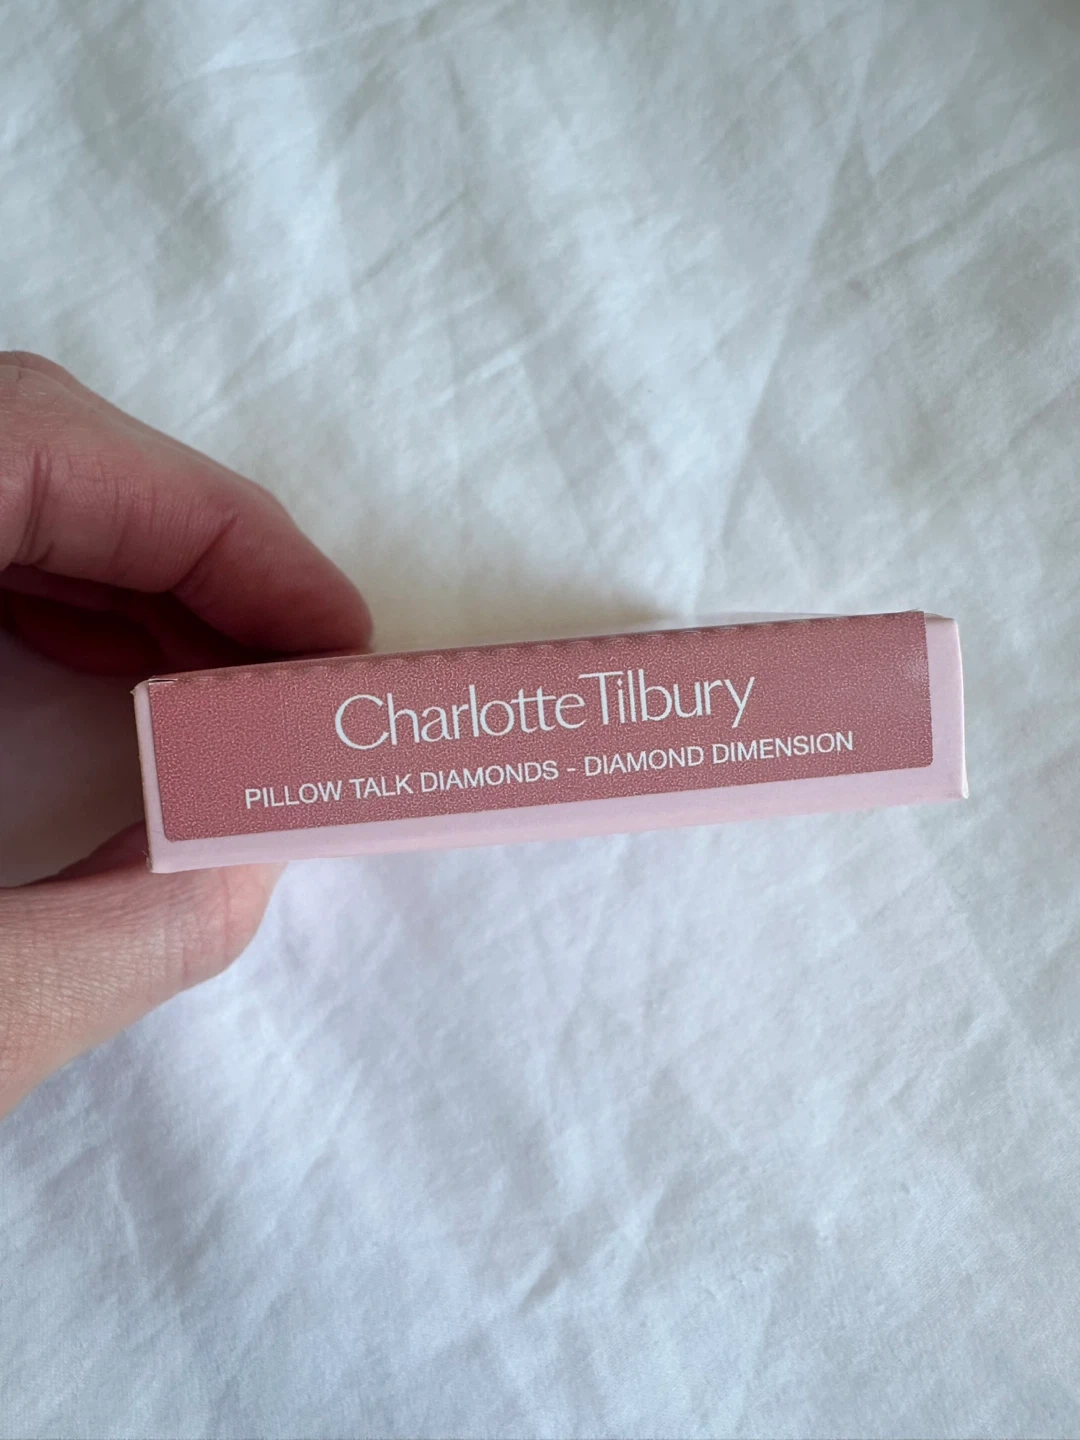 Charlotte Tilbury
PILLOW TALK DIAMONDS - DIAMOND DIMENSION